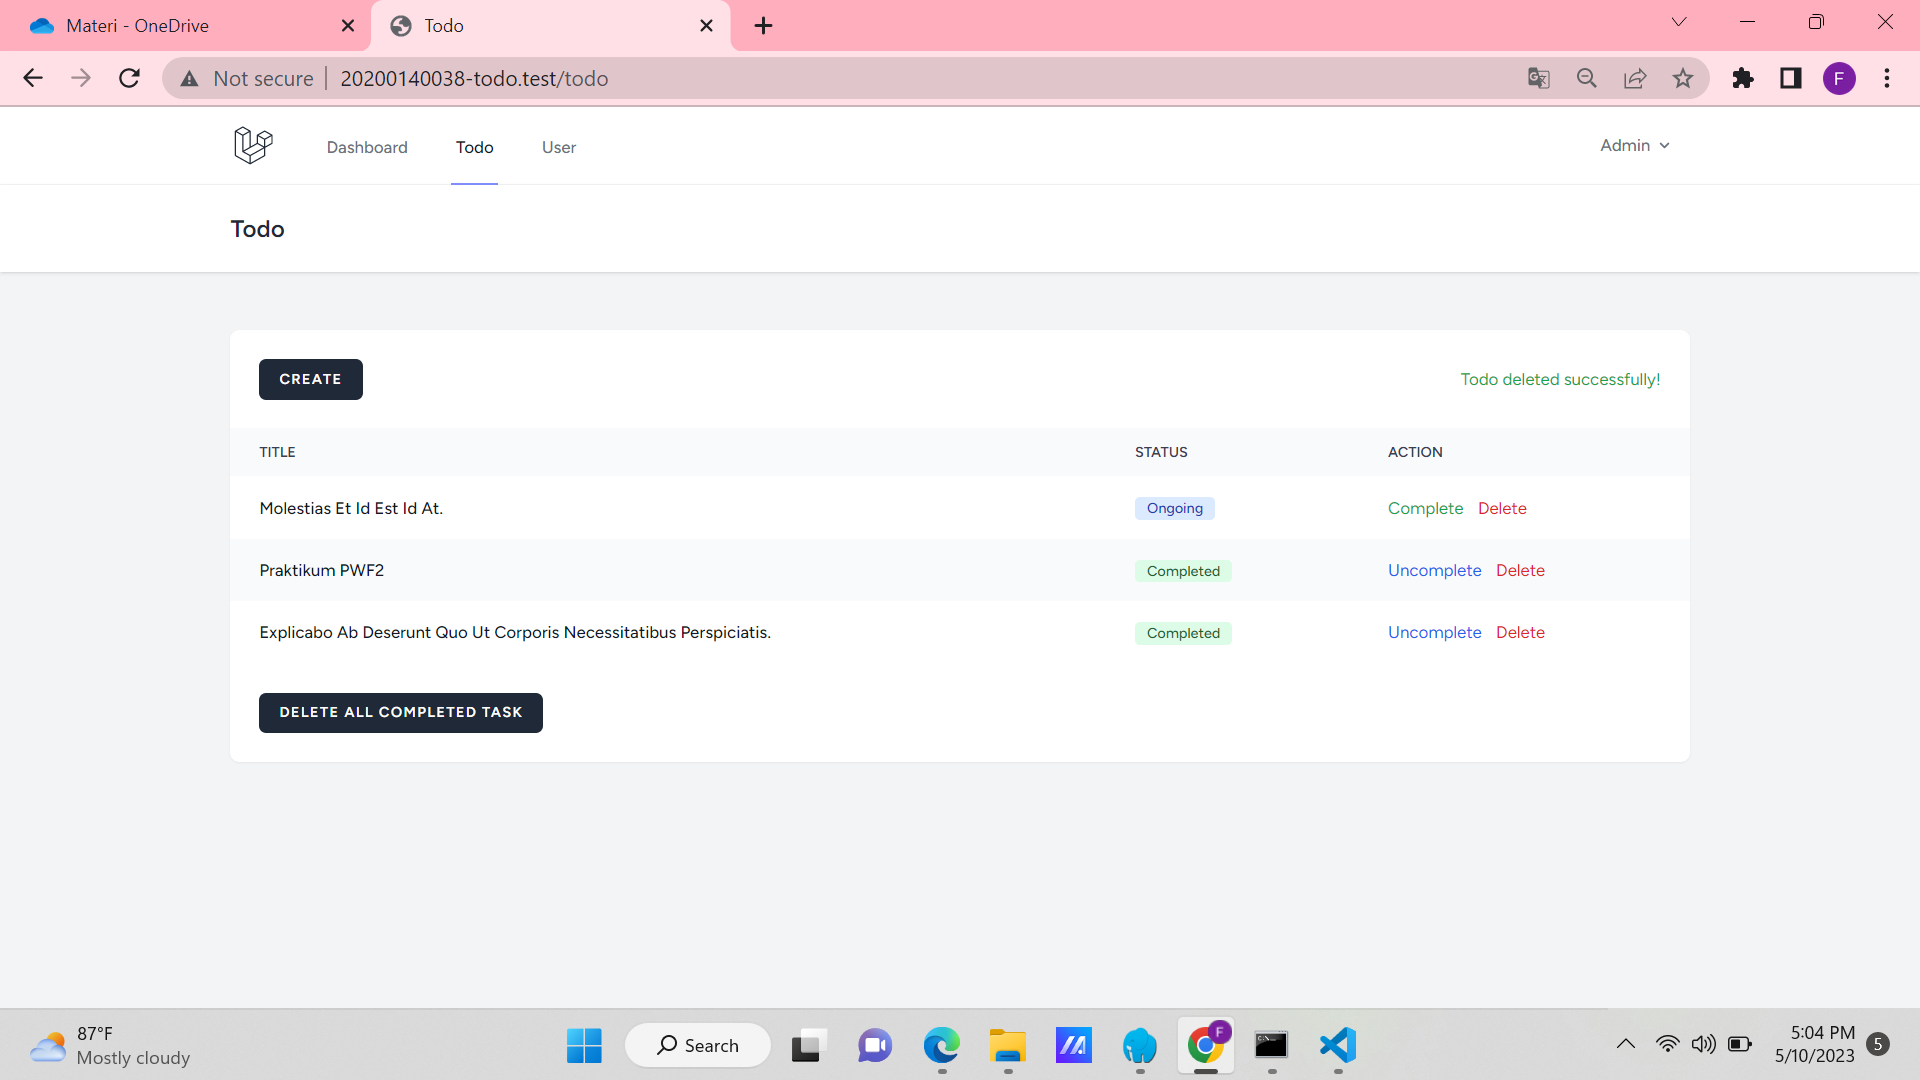 Materi - OneDrive
Todo
Not secure
20200140038-todo.test/todo
F
Dashboard
Todo
User
Admin
Todo
CREATE
Todo deleted successfully!
TITLE STATUS ACTION
Molestias Et Id Est Id At. Ongoing Complete Delete
Praktikum PWF2 Completed Uncomplete Delete
Explicabo Ab Deserunt Quo Ut Corporis Necessitatibus Perspiciatis. Completed Uncomplete Delete
DELETE ALL COMPLETED TASK
87°F
Mostly cloudy
Search
F
5:04 PM
5/10/2023
5